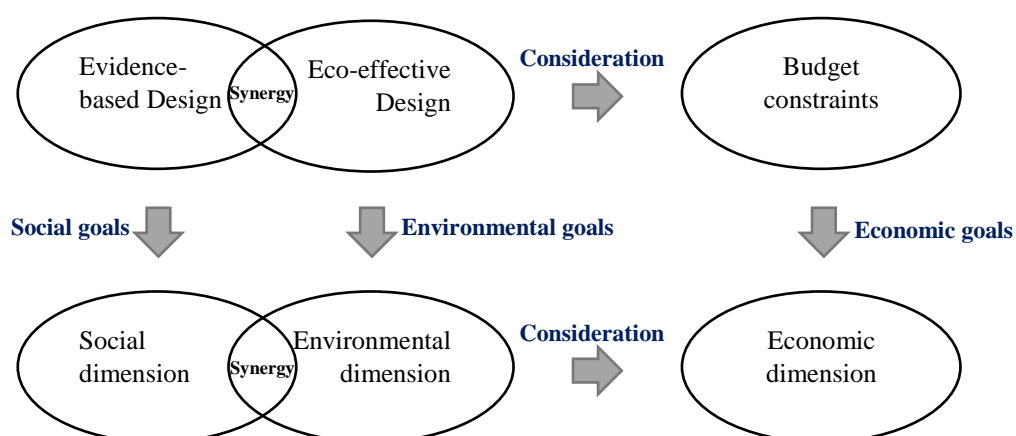 Evidence-
based Design
Synergy
Eco-effective
Design
Consideration
Budget
constraints
Social goals
Environmental goals
Economic goals
Social
dimension
Synergy
Environmental
dimension
Consideration
Economic
dimension